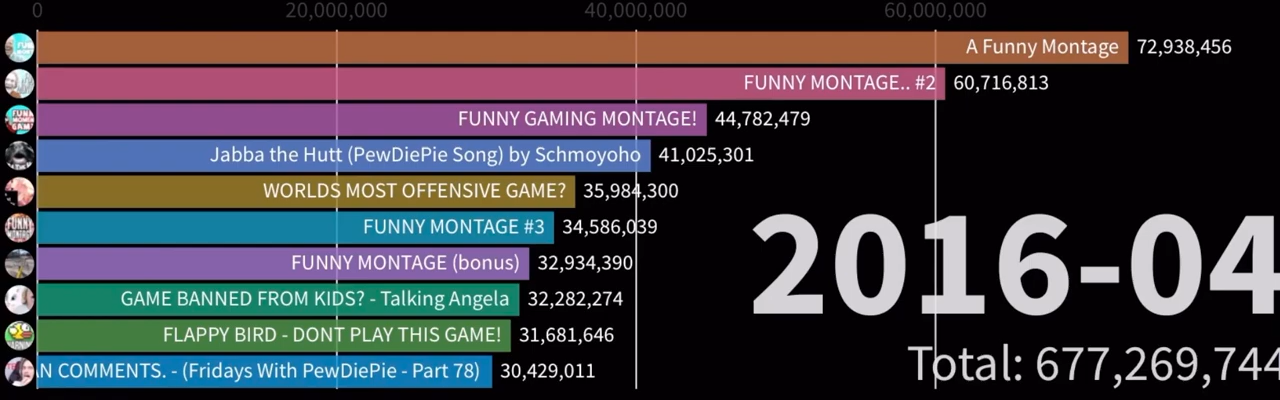 0 20,000,000 40,000,000 60,000,000
A Funny Montage 72,938,456
FUNNY MONTAGE.. #2 60,716,813
FUNNY GAMING MONTAGE! 44,782,479
Jabba the Hutt (PewDiePie Song) by Schmoyoho 41,025,301
WORLDS MOST OFFENSIVE GAME? 35,984,300
FUNNY MONTAGE #3 34,586,039
FUNNY MONTAGE (bonus) 32,934,390
GAME BANNED FROM KIDS? - Talking Angela 32,282,274
FLAPPY BIRD - DONT PLAY THIS GAME! 31,681,646
N COMMENTS. - (Fridays With PewDiePie - Part 78) 30,429,011
2016-04
Total: 677,269,744